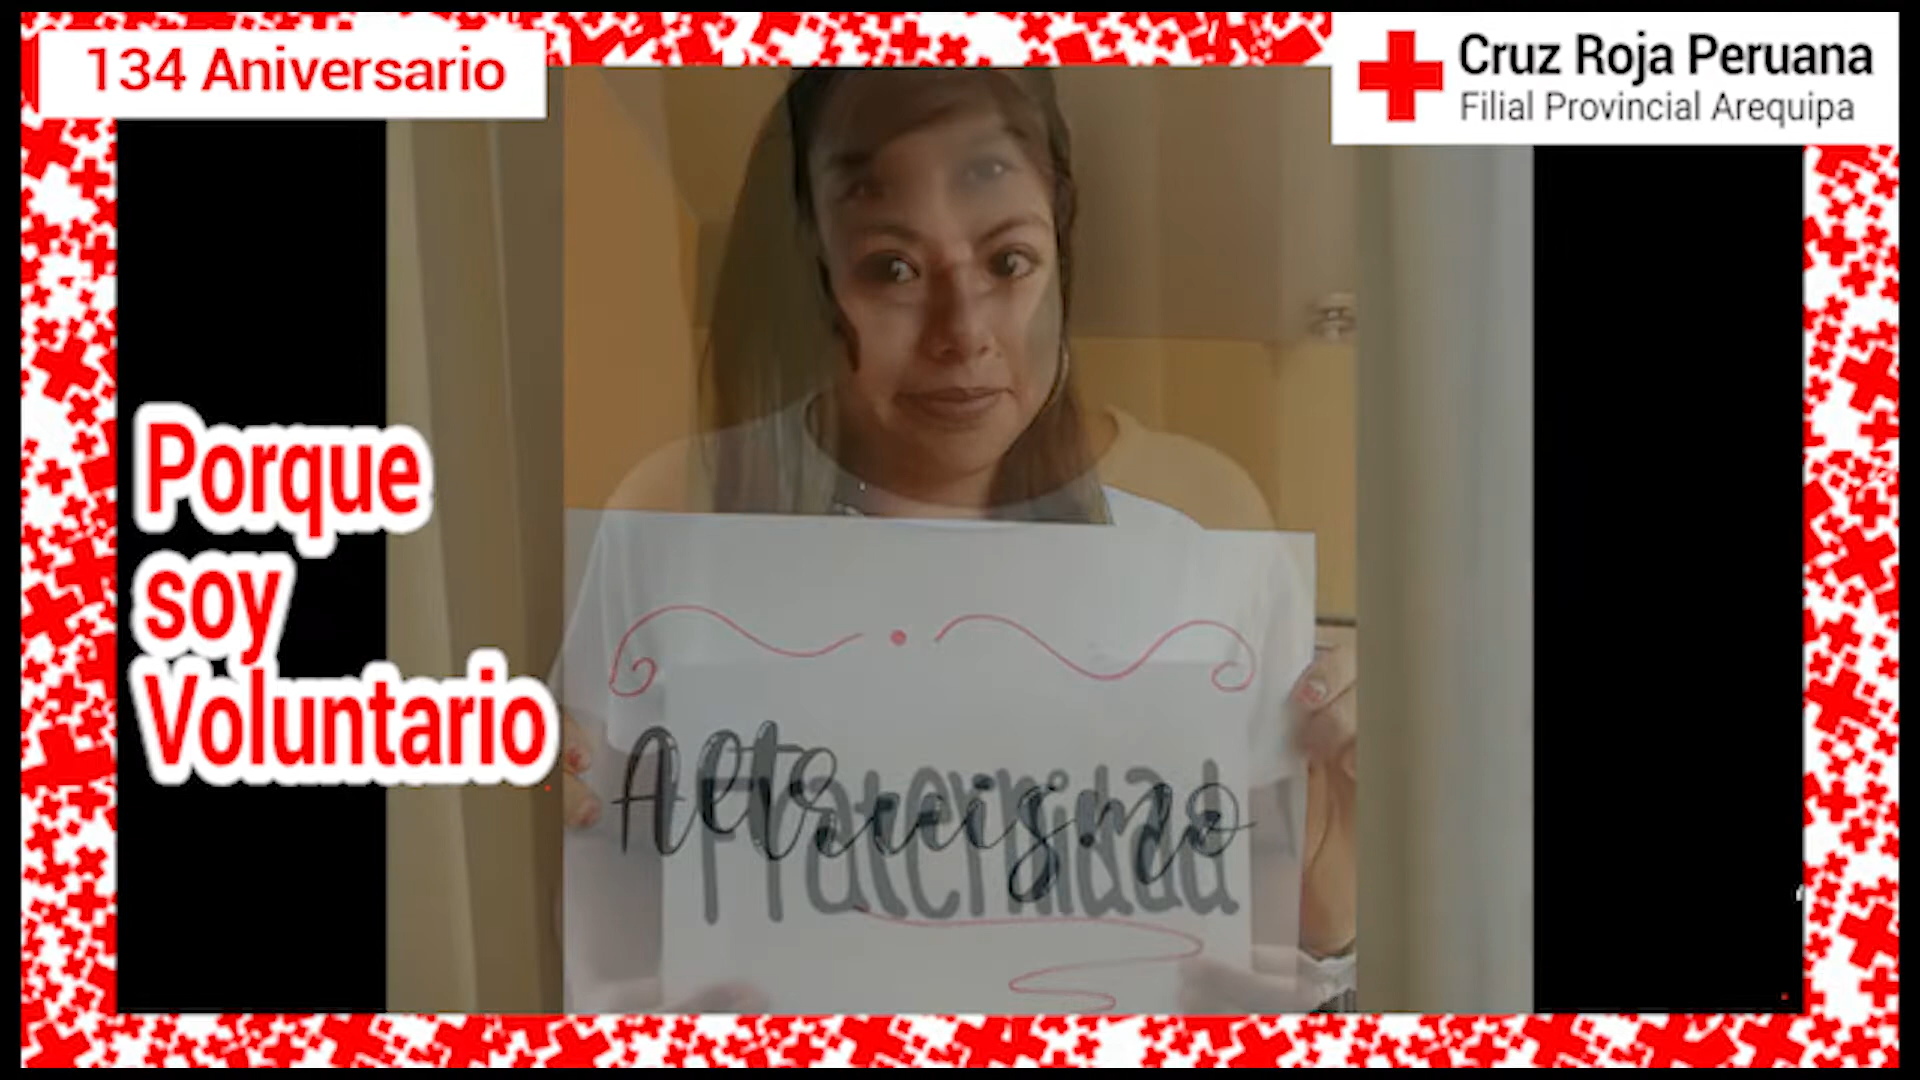 134 Aniversario
Cruz Roja Peruana
Filial Provincial Arequipa
Porque
soy
Voluntario
Altruismo
Fraternidad